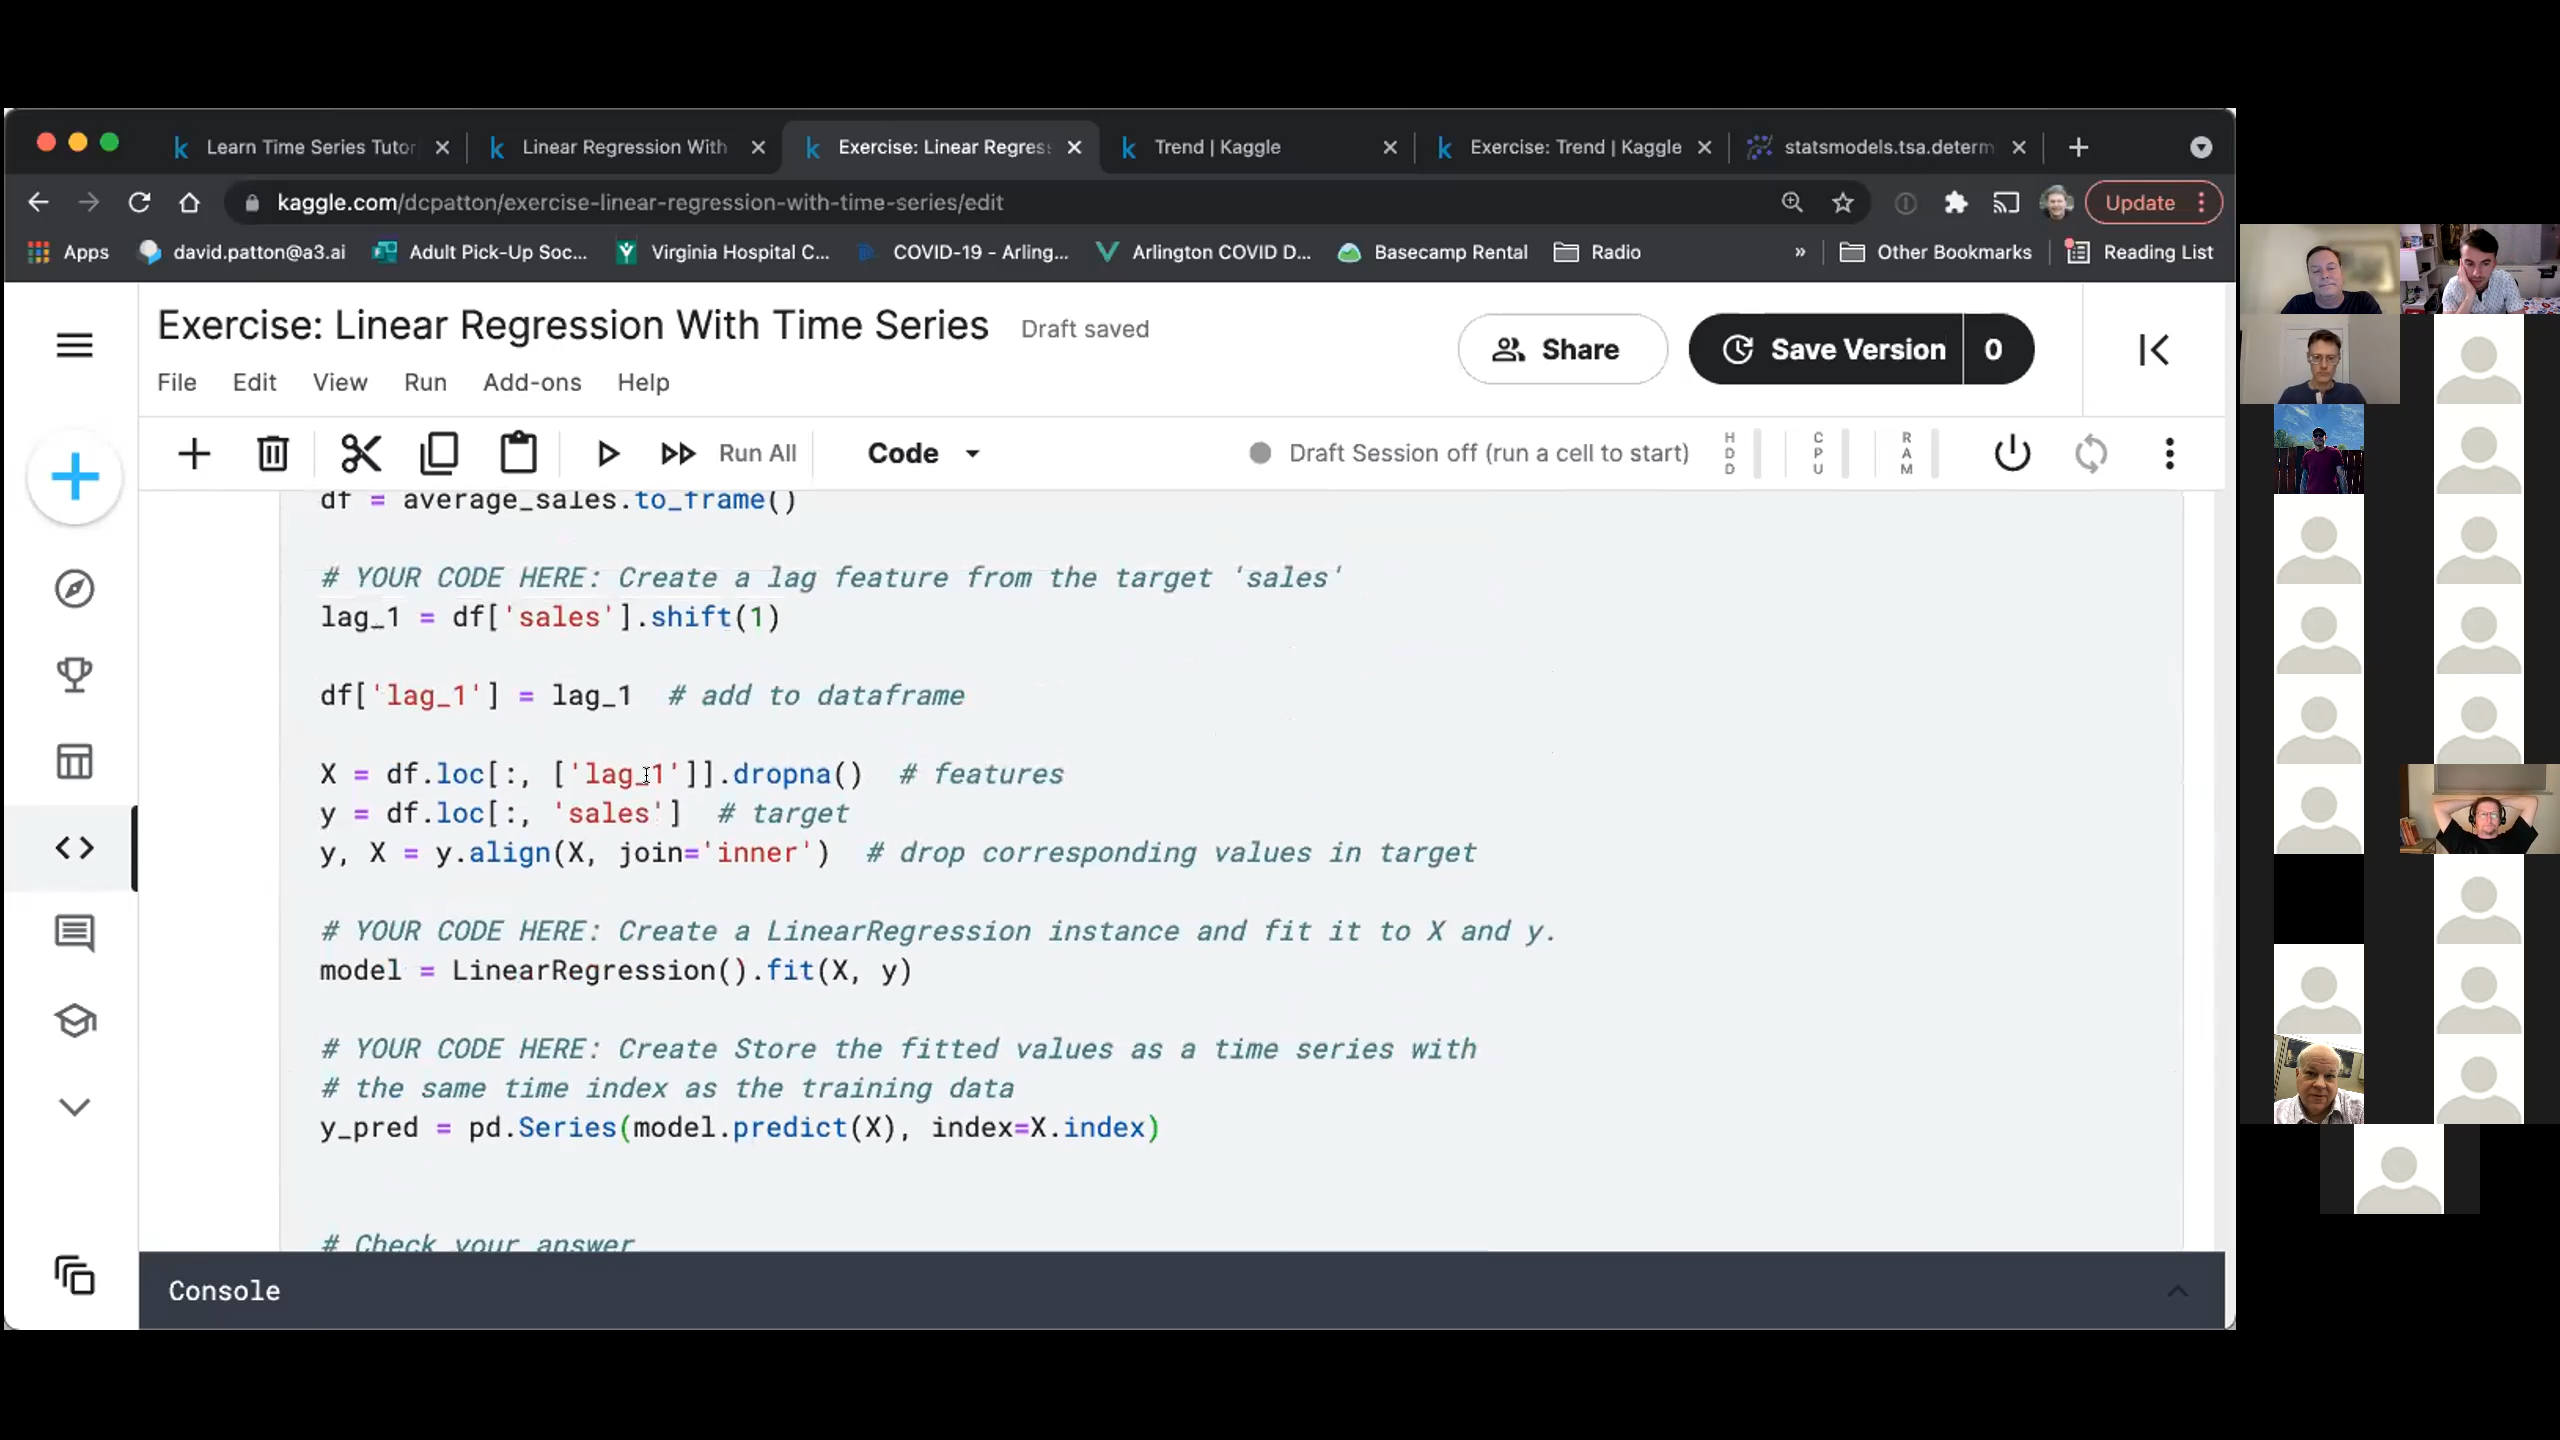 Learn Time Series Tutor
Linear Regression With
Exercise: Linear Regres
Trend | Kaggle
Exercise: Trend | Kaggle
statsmodels.tsa.determ
kaggle.com/dcpatton/exercise-linear-regression-with-time-series/edit
Update
Apps
david.patton@a3.ai
Adult Pick-Up Soc...
Virginia Hospital C...
COVID-19 - Arling...
Arlington COVID D...
Basecamp Rental
Radio
»
Other Bookmarks
Reading List
Exercise: Linear Regression With Time Series
Draft saved
Share
Save Version
0
File Edit View Run Add-ons Help
Run All
Code
Draft Session off (run a cell to start)
HDD
CPU
RAM
df = average_sales.to_frame()
# YOUR CODE HERE: Create a lag feature from the target 'sales'
lag_1 = df['sales'].shift(1)
df['lag_1'] = lag_1  # add to dataframe
X = df.loc[:, ['lag_1']].dropna()  # features
y = df.loc[:, 'sales']  # target
y, X = y.align(X, join='inner')  # drop corresponding values in target
# YOUR CODE HERE: Create a LinearRegression instance and fit it to X and y.
model = LinearRegression().fit(X, y)
# YOUR CODE HERE: Create Store the fitted values as a time series with
# the same time index as the training data
y_pred = pd.Series(model.predict(X), index=X.index)
# Check your answer
Console